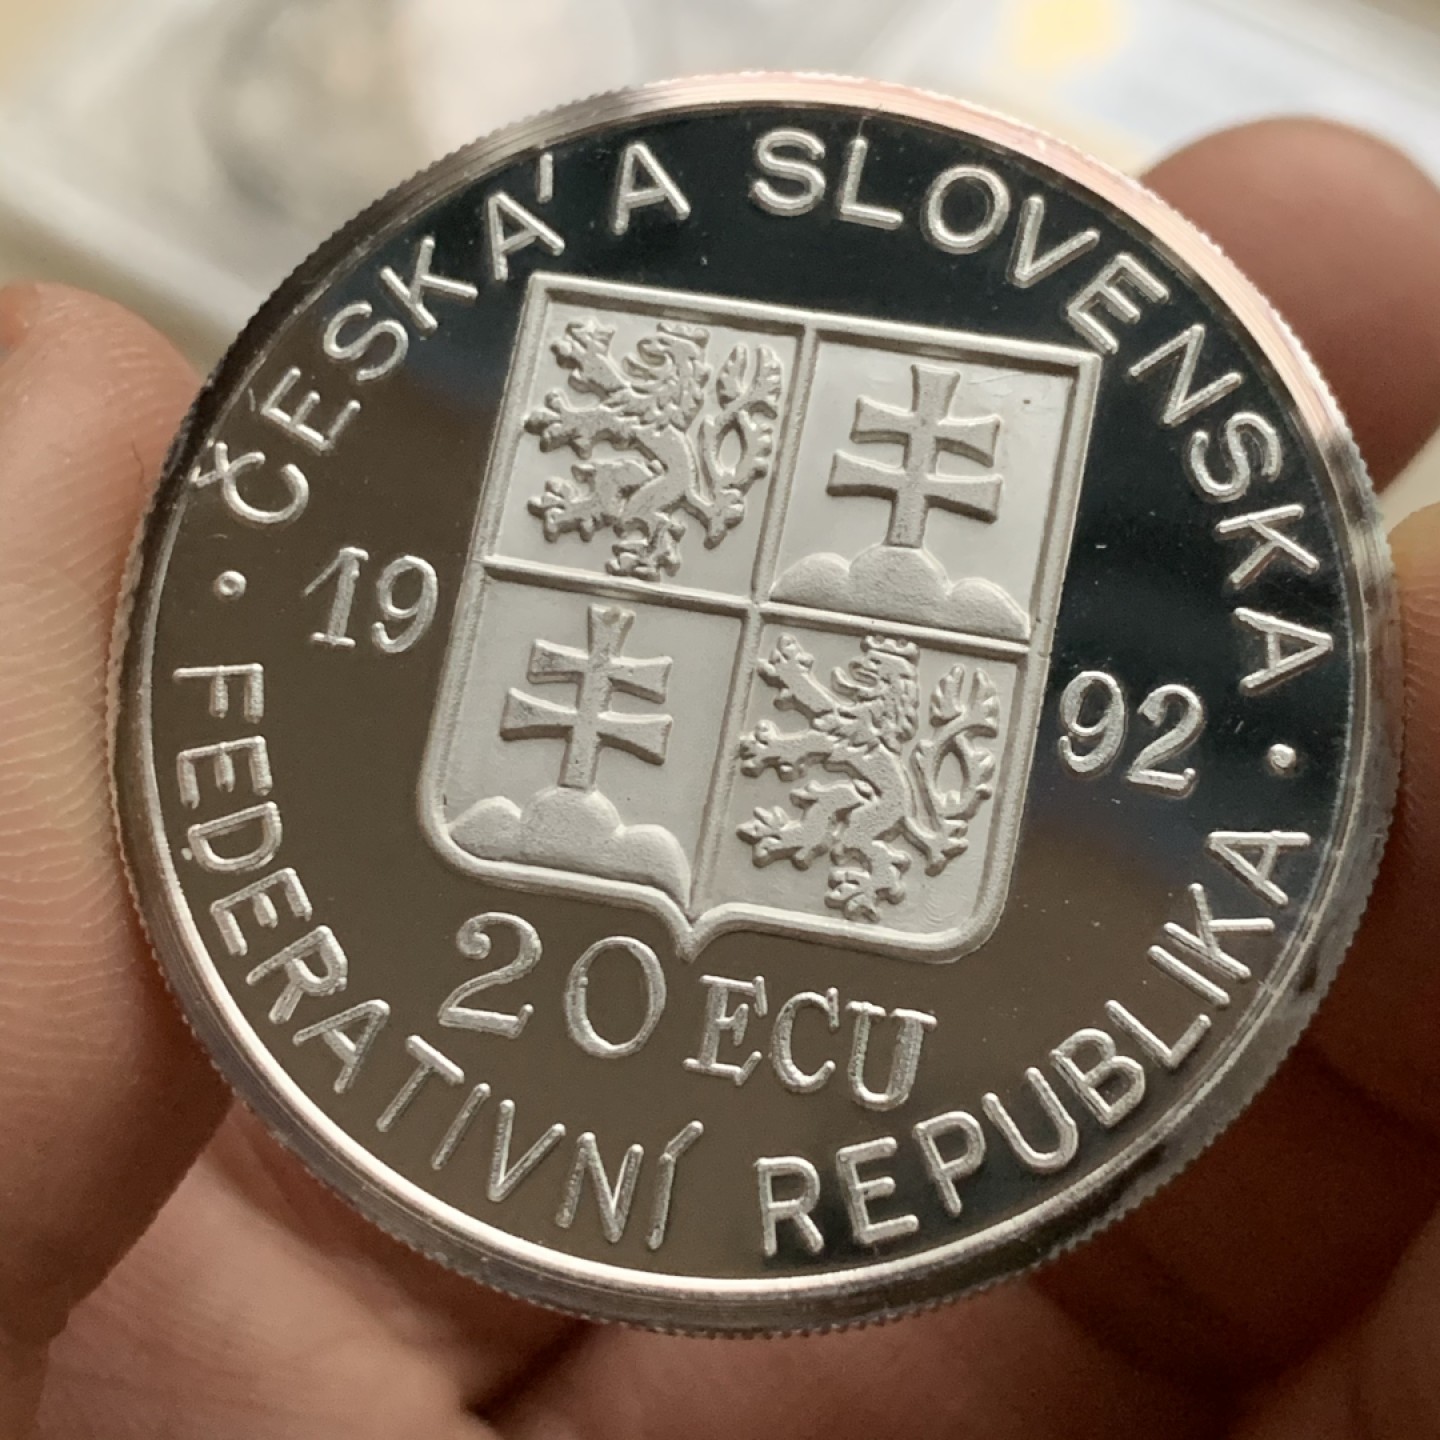 ČESKÁ A SLOVENSKA
19 92
20 ECU
· FEDERATIVNÍ REPUBLIKA ·